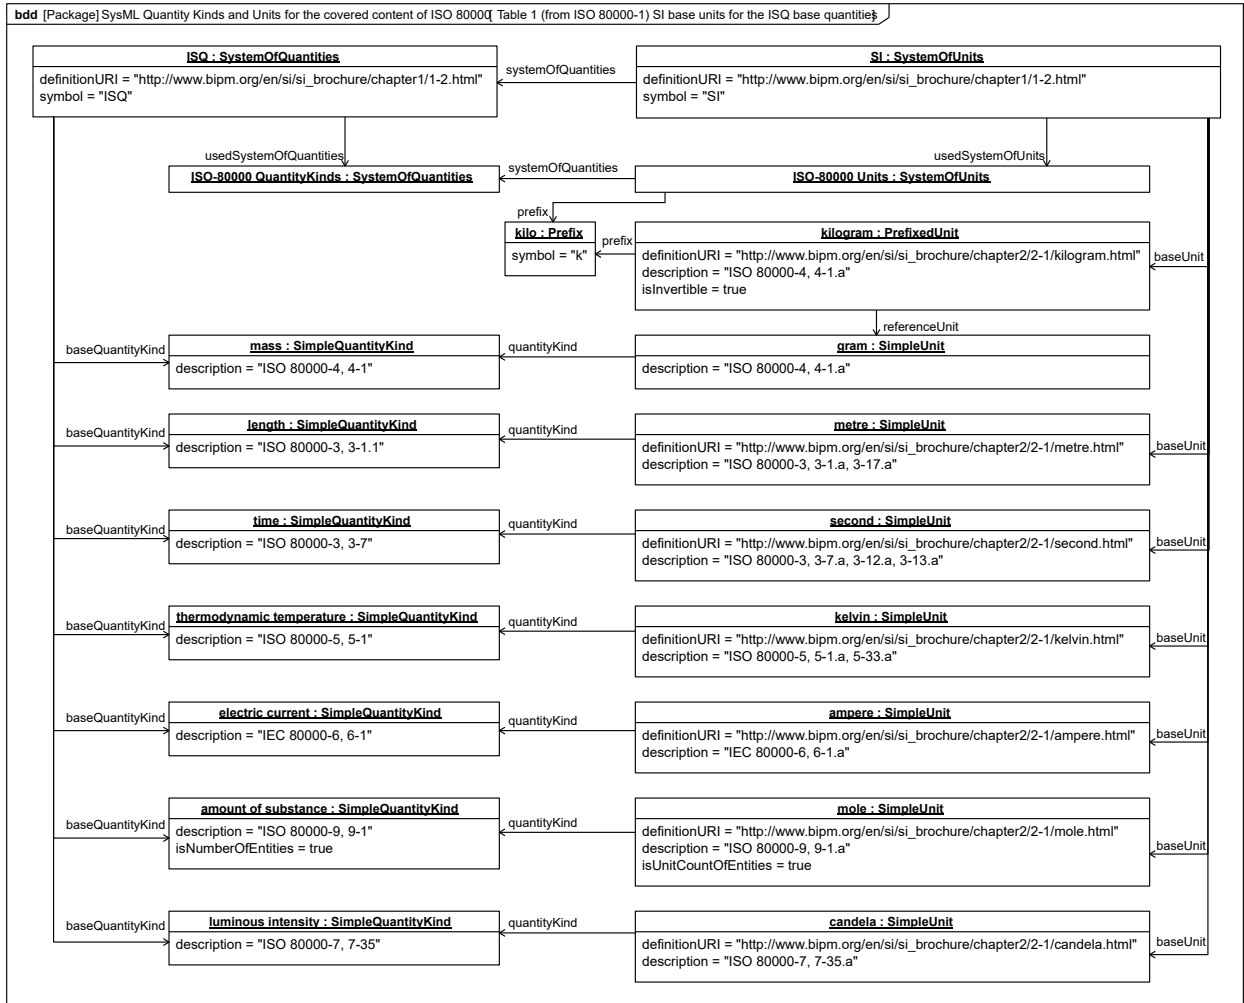 bdd [Package] SysML Quantity Kinds and Units for the covered content of ISO 80000[ Table 1 (from ISO 80000-1) SI base units for the ISQ base quantities]
ISQ : SystemOfQuantities
definitionURI = "http://www.bipm.org/en/si/si_brochure/chapter1/1-2.html"
symbol = "ISQ"
systemOfQuantities
SI : SystemOfUnits
definitionURI = "http://www.bipm.org/en/si/si_brochure/chapter1/1-2.html"
symbol = "SI"
usedSystemOfQuantities
usedSystemOfUnits
ISO-80000 QuantityKinds : SystemOfQuantities
systemOfQuantities
ISO-80000 Units : SystemOfUnits
prefix
kilo : Prefix
symbol = "k"
prefix
kilogram : PrefixedUnit
definitionURI = "http://www.bipm.org/en/si/si_brochure/chapter2/2-1/kilogram.html"
description = "ISO 80000-4, 4-1.a"
isInvertible = true
baseUnit
referenceUnit
baseQuantityKind
mass : SimpleQuantityKind
description = "ISO 80000-4, 4-1"
quantityKind
gram : SimpleUnit
description = "ISO 80000-4, 4-1.a"
baseQuantityKind
length : SimpleQuantityKind
description = "ISO 80000-3, 3-1.1"
quantityKind
metre : SimpleUnit
definitionURI = "http://www.bipm.org/en/si/si_brochure/chapter2/2-1/metre.html"
description = "ISO 80000-3, 3-1.a, 3-17.a"
baseUnit
baseQuantityKind
time : SimpleQuantityKind
description = "ISO 80000-3, 3-7"
quantityKind
second : SimpleUnit
definitionURI = "http://www.bipm.org/en/si/si_brochure/chapter2/2-1/second.html"
description = "ISO 80000-3, 3-7.a, 3-12.a, 3-13.a"
baseUnit
baseQuantityKind
thermodynamic temperature : SimpleQuantityKind
description = "ISO 80000-5, 5-1"
quantityKind
kelvin : SimpleUnit
definitionURI = "http://www.bipm.org/en/si/si_brochure/chapter2/2-1/kelvin.html"
description = "ISO 80000-5, 5-1.a, 5-33.a"
baseUnit
baseQuantityKind
electric current : SimpleQuantityKind
description = "IEC 80000-6, 6-1"
quantityKind
ampere : SimpleUnit
definitionURI = "http://www.bipm.org/en/si/si_brochure/chapter2/2-1/ampere.html"
description = "IEC 80000-6, 6-1.a"
baseUnit
baseQuantityKind
amount of substance : SimpleQuantityKind
description = "ISO 80000-9, 9-1"
isNumberOfEntities = true
quantityKind
mole : SimpleUnit
definitionURI = "http://www.bipm.org/en/si/si_brochure/chapter2/2-1/mole.html"
description = "ISO 80000-9, 9-1.a"
isUnitCountOfEntities = true
baseUnit
baseQuantityKind
luminous intensity : SimpleQuantityKind
description = "ISO 80000-7, 7-35"
quantityKind
candela : SimpleUnit
definitionURI = "http://www.bipm.org/en/si/si_brochure/chapter2/2-1/candela.html"
description = "ISO 80000-7, 7-35.a"
baseUnit